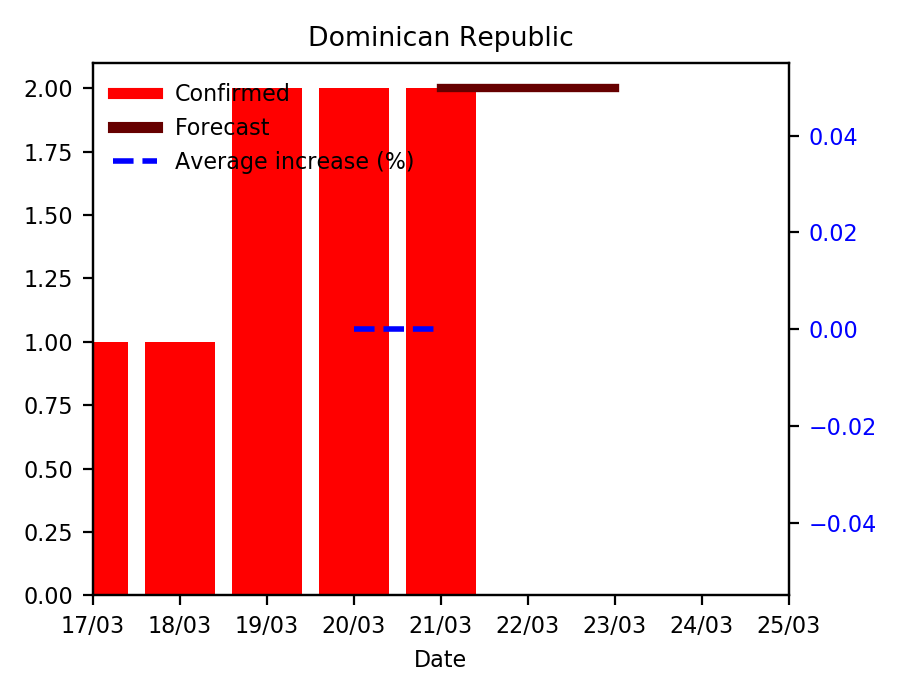 Dominican Republic
Confirmed
Forecast
Average increase (%)
2.00
1.75
1.50
1.25
1.00
0.75
0.50
0.25
0.00
0.04
0.02
0.00
−0.02
−0.04
17/03 18/03 19/03 20/03 21/03 22/03 23/03 24/03 25/03
Date